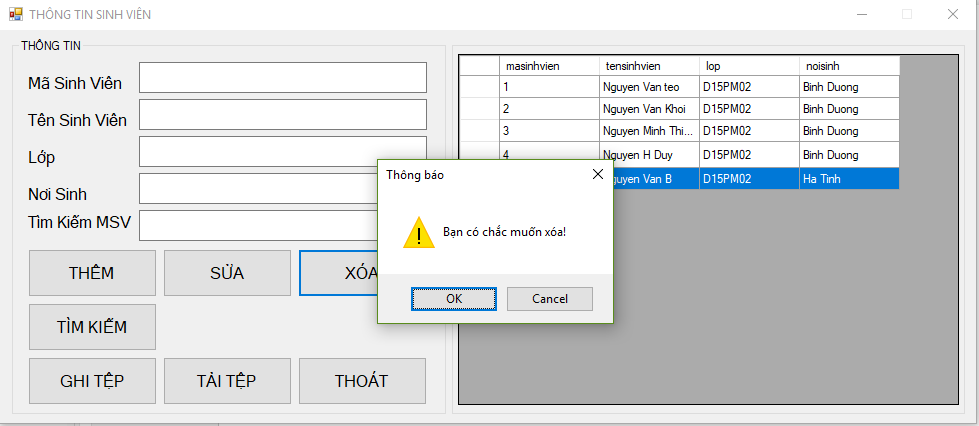 THÔNG TIN SINH VIÊN
THÔNG TIN
Mã Sinh Viên
Tên Sinh Viên
Lớp
Nơi Sinh
Tìm Kiếm MSV
THÊM SỬA XÓA
TÌM KIẾM
GHI TỆP TẢI TỆP THOÁT
masinhvien tensinhvien lop noisinh
1 Nguyen Van teo D15PM02 Binh Duong
2 Nguyen Van Khoi D15PM02 Binh Duong
3 Nguyen Minh Thi... D15PM02 Binh Duong
4 Nguyen H Duy D15PM02 Binh Duong
guyen Van B D15PM02 Ha Tinh
Thông báo
Bạn có chắc muốn xóa!
OK Cancel